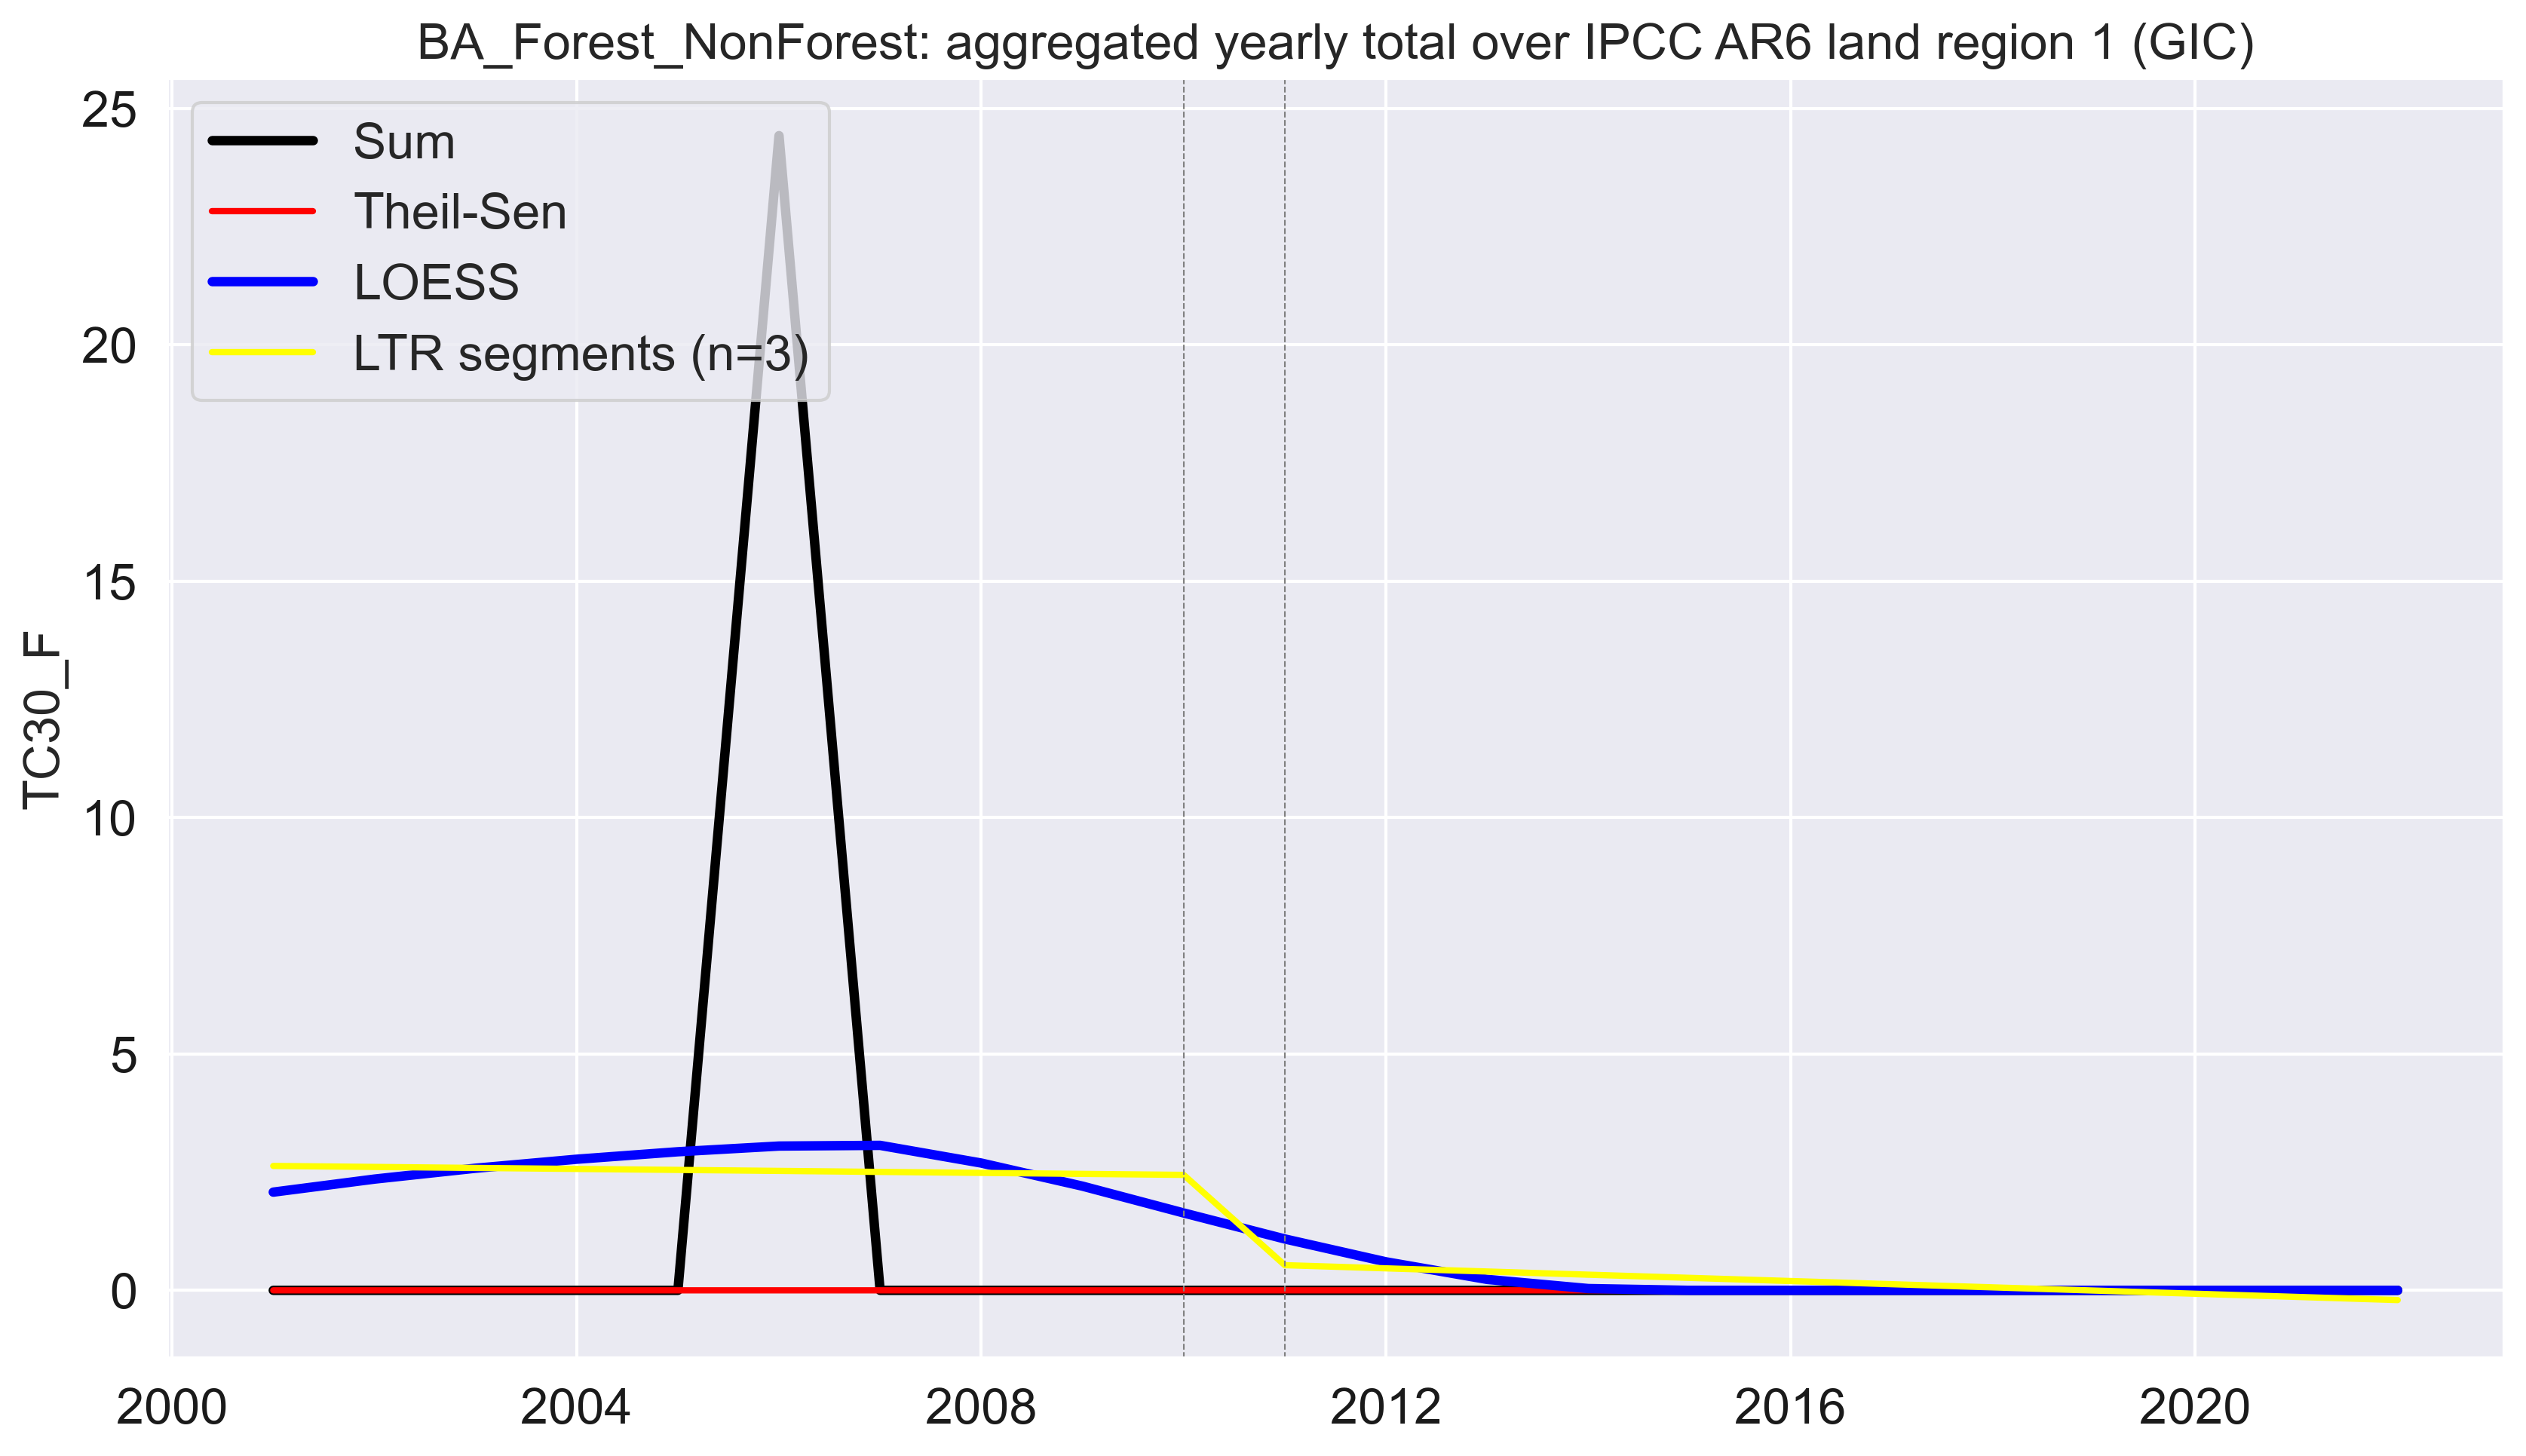 BA_Forest_NonForest: aggregated yearly total over IPCC AR6 land region 1 (GIC)
25
20
15
10
5
0
TC30_F
Sum
Theil-Sen
LOESS
LTR segments (n=3)
2000 2004 2008 2012 2016 2020